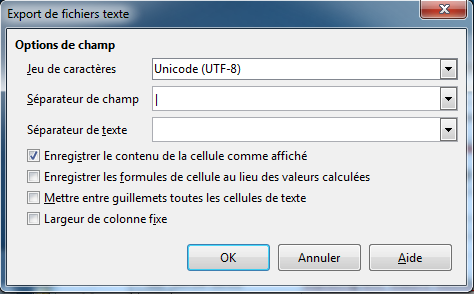 Export de fichiers texte
Options de champ
Jeu de caractères Unicode (UTF-8)
Séparateur de champ |
Séparateur de texte
Enregistrer le contenu de la cellule comme affiché
Enregistrer les formules de cellule au lieu des valeurs calculées
Mettre entre guillemets toutes les cellules de texte
Largeur de colonne fixe
OK Annuler Aide